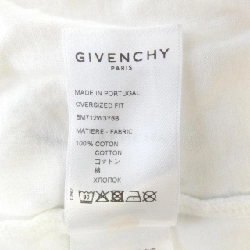 GIVENCHY
PARIS
MADE IN PORTUGAL
OVERSIZED FIT
MATIERE - FABRIC
100% COTTON
COTON
コットン
棉
ХЛОПОК